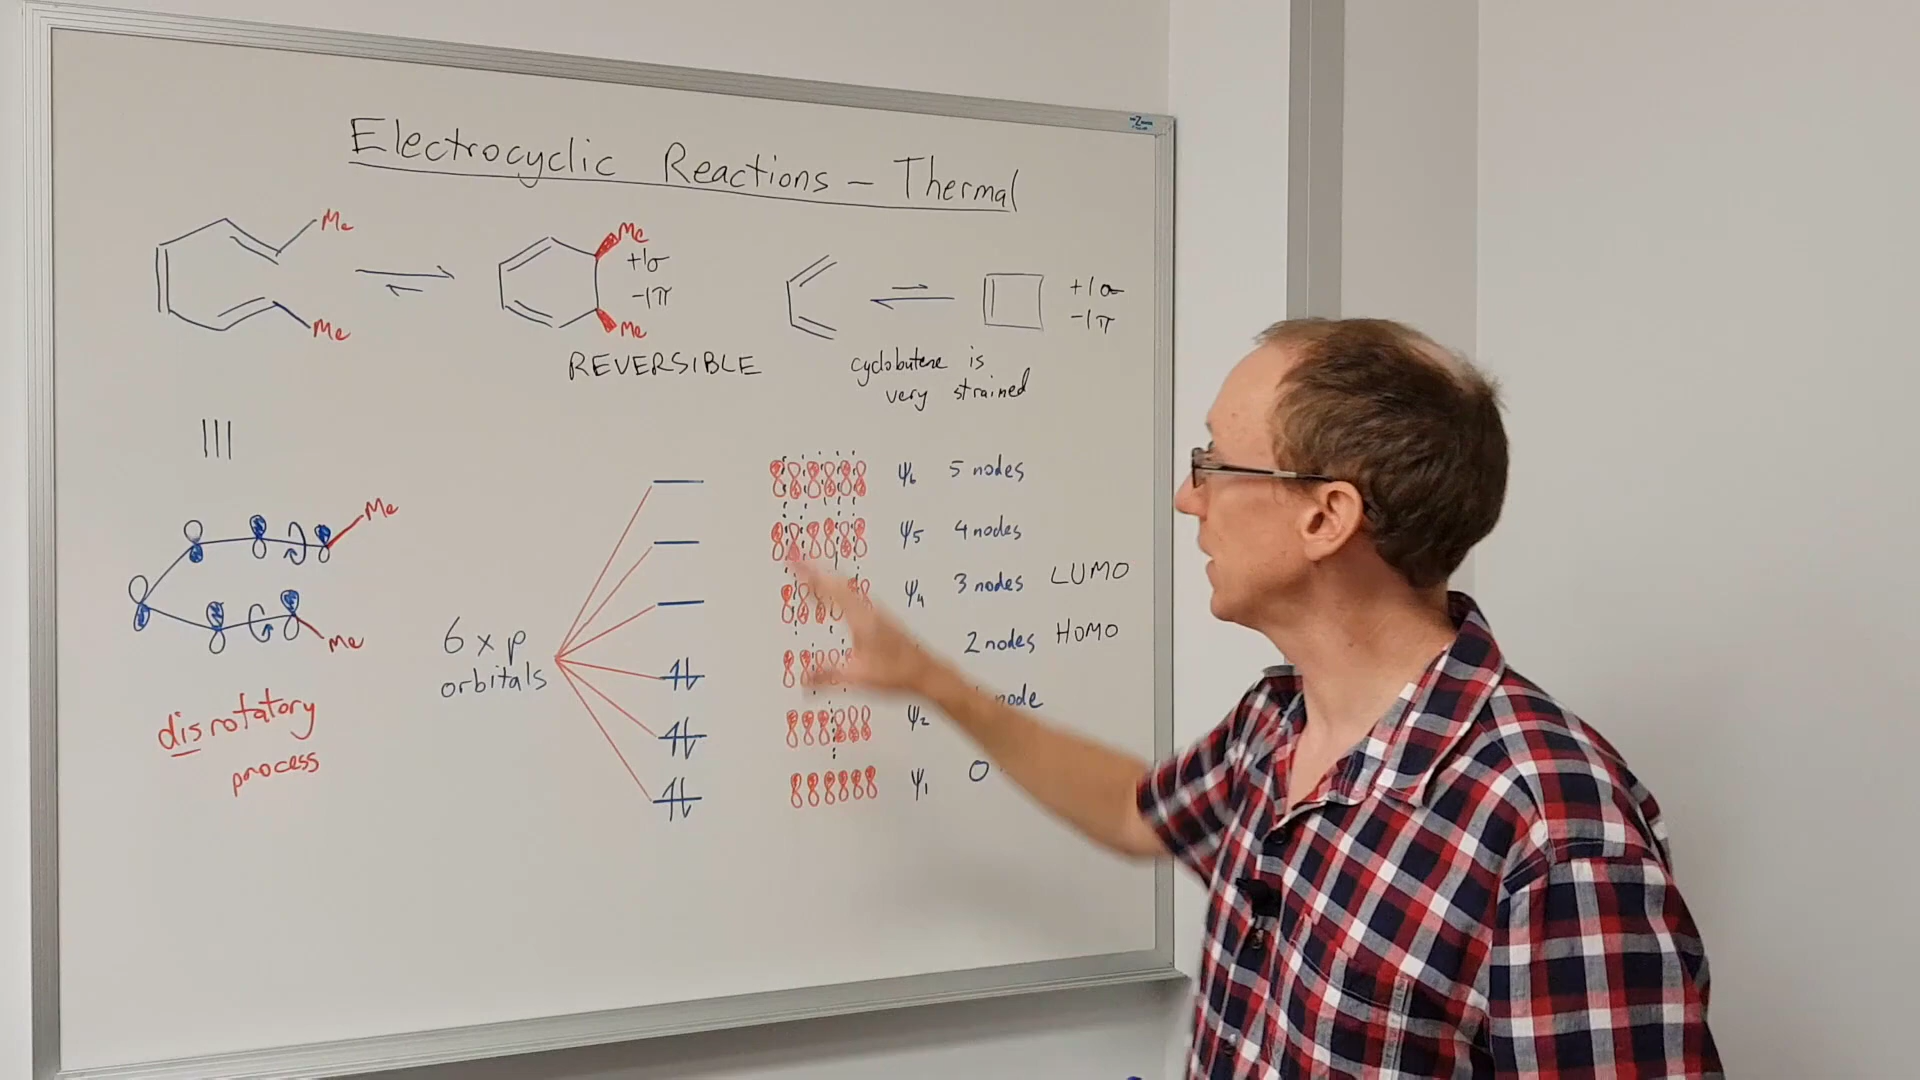 Electrocyclic Reactions – Thermal
Me
Me
Me
+1σ
-1π
Me
REVERSIBLE
+1σ
-1π
cyclobutene is
very strained
Me
Me
disrotatory
process
6 x p
orbitals
ψ₆ 5 nodes
ψ₅ 4 nodes
ψ₄ 3 nodes LUMO
2 nodes HOMO
ψ₂ node
ψ₁ 0